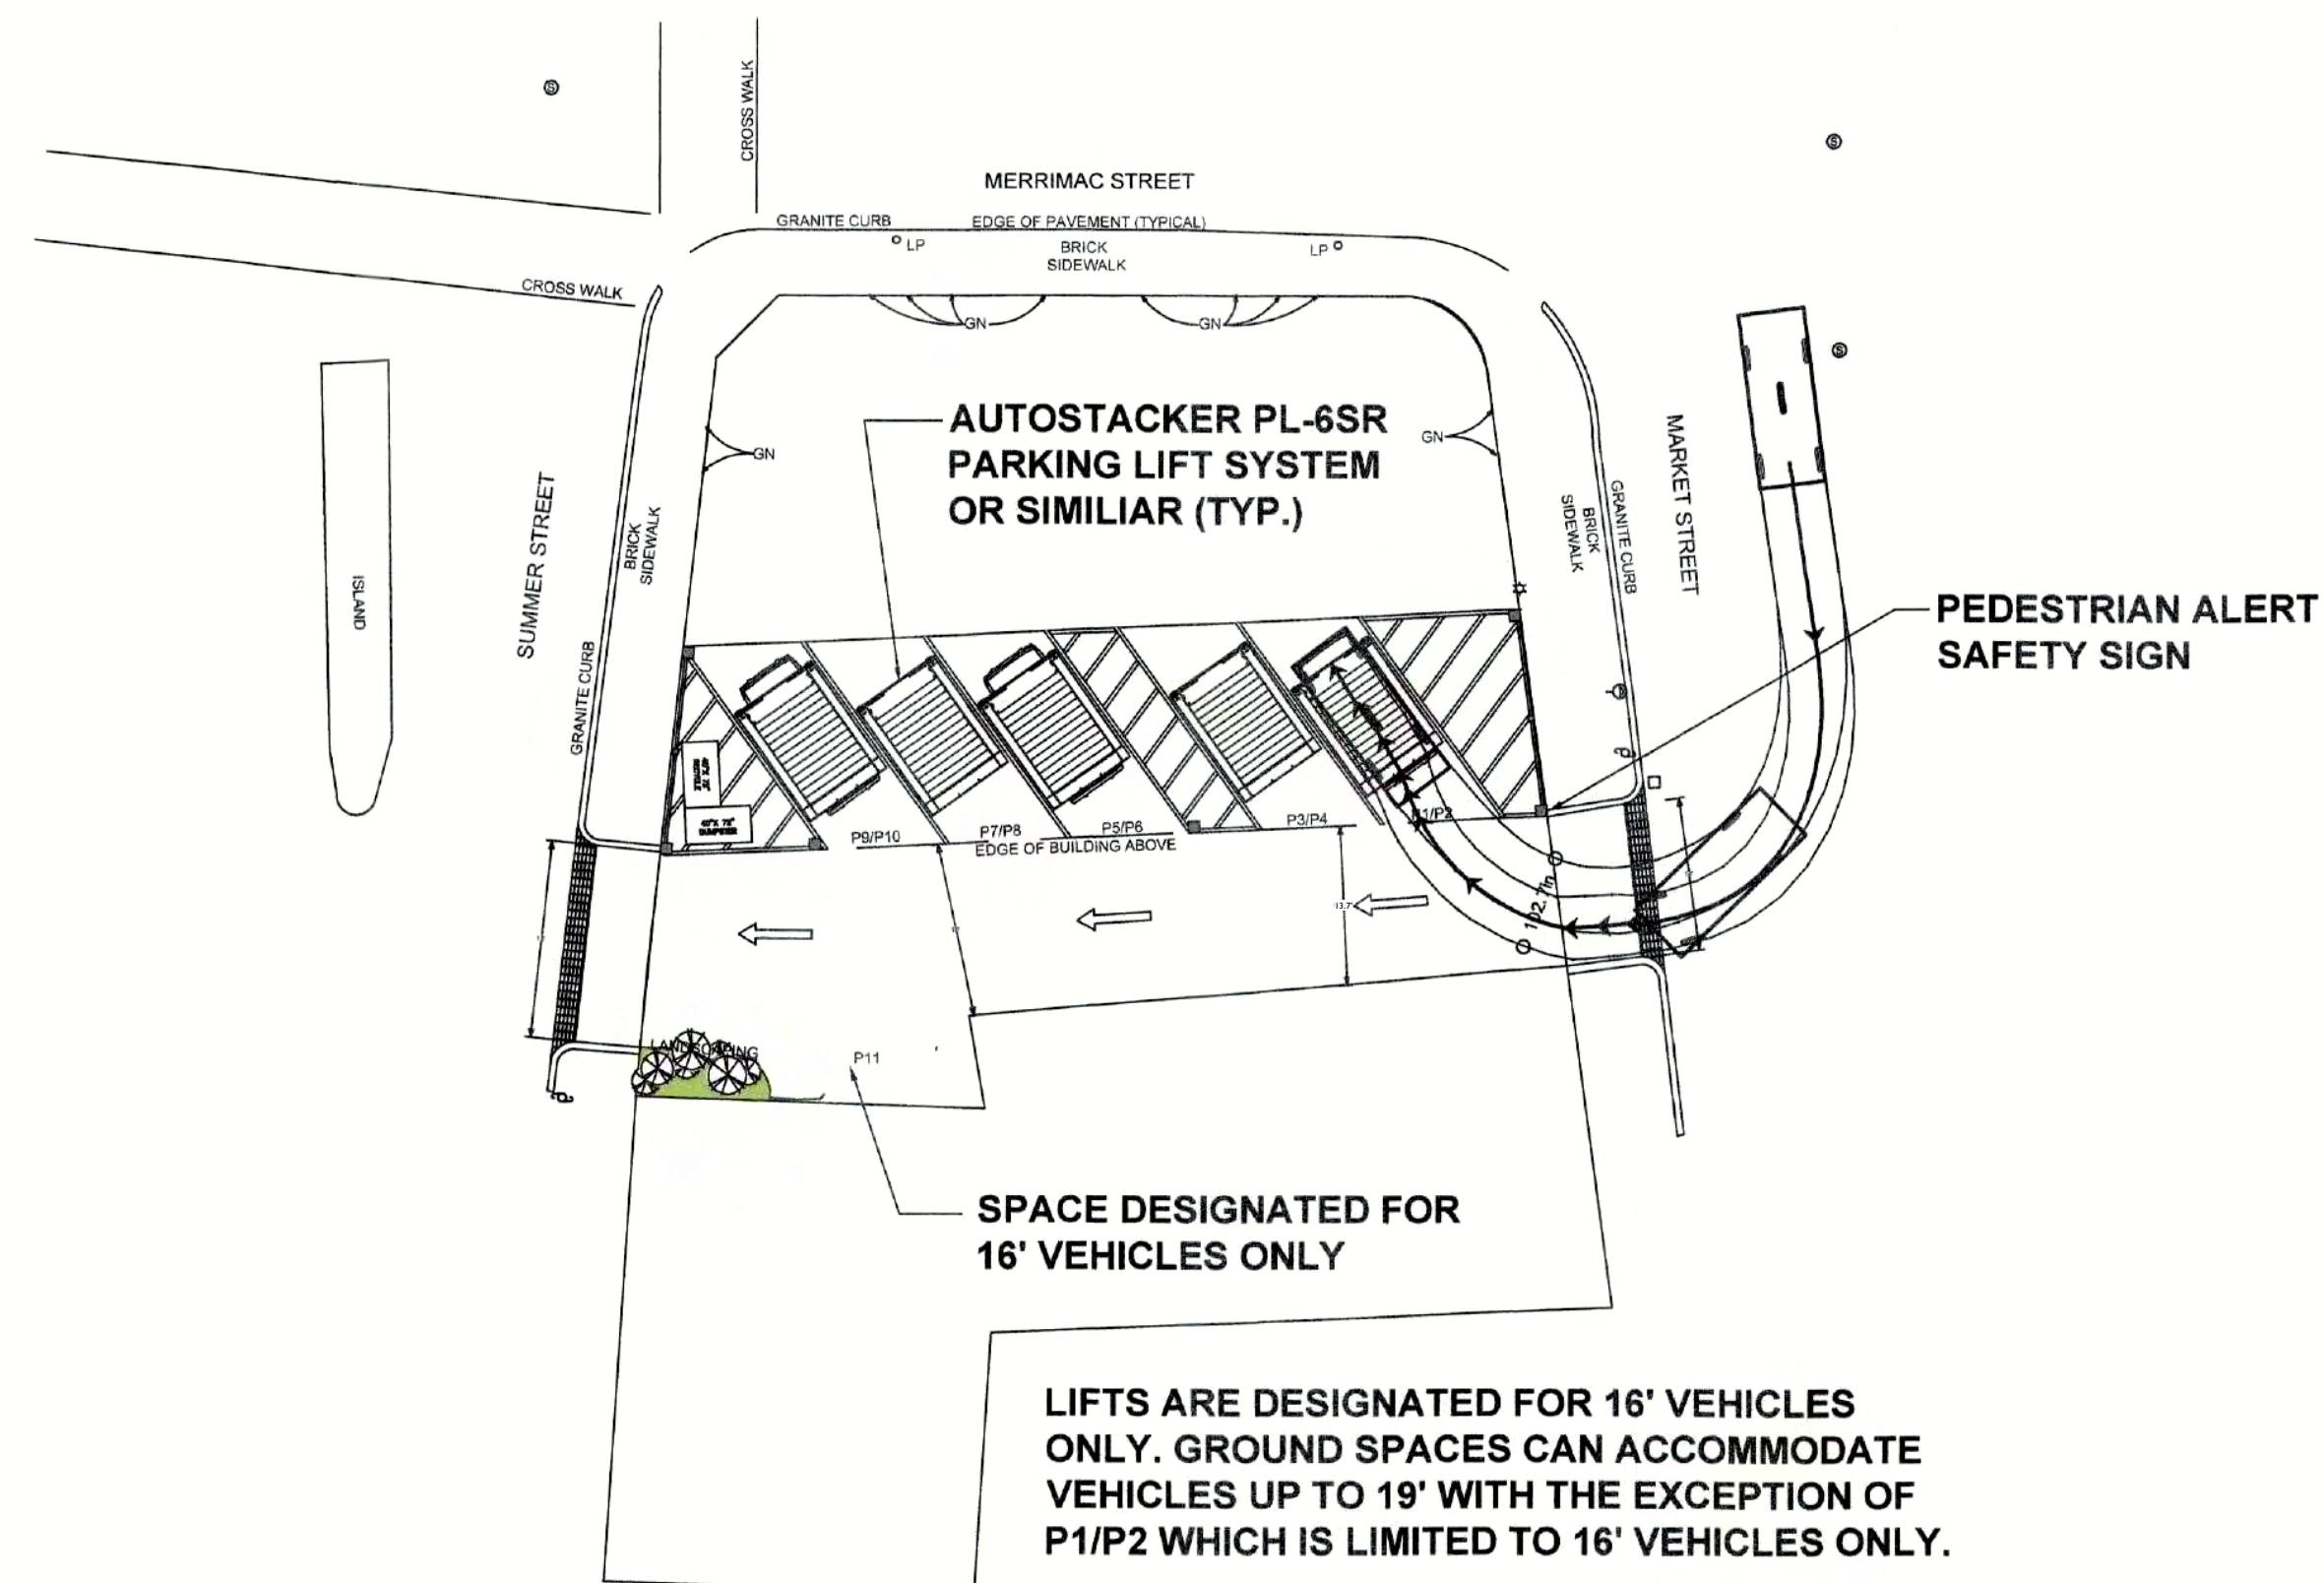 CROSS WALK
MERRIMAC STREET
GRANITE CURB
EDGE OF PAVEMENT (TYPICAL)
LP
BRICK
SIDEWALK
LP
CROSS WALK
GN
GN
GN
GN
AUTOSTACKER PL-6SR
PARKING LIFT SYSTEM
OR SIMILIAR (TYP.)
ISLAND
SUMMER STREET
BRICK
SIDEWALK
GRANITE CURB
MARKET STREET
GRANITE CURB
BRICK
SIDEWALK
S
S
S
PEDESTRIAN ALERT
SAFETY SIGN
P9/P10
P7/P8
P5/P6
P3/P4
EDGE OF BUILDING ABOVE
13.7'
LANDSCAPING
P11
SPACE DESIGNATED FOR
16' VEHICLES ONLY
LIFTS ARE DESIGNATED FOR 16' VEHICLES
ONLY. GROUND SPACES CAN ACCOMMODATE
VEHICLES UP TO 19' WITH THE EXCEPTION OF
P1/P2 WHICH IS LIMITED TO 16' VEHICLES ONLY.